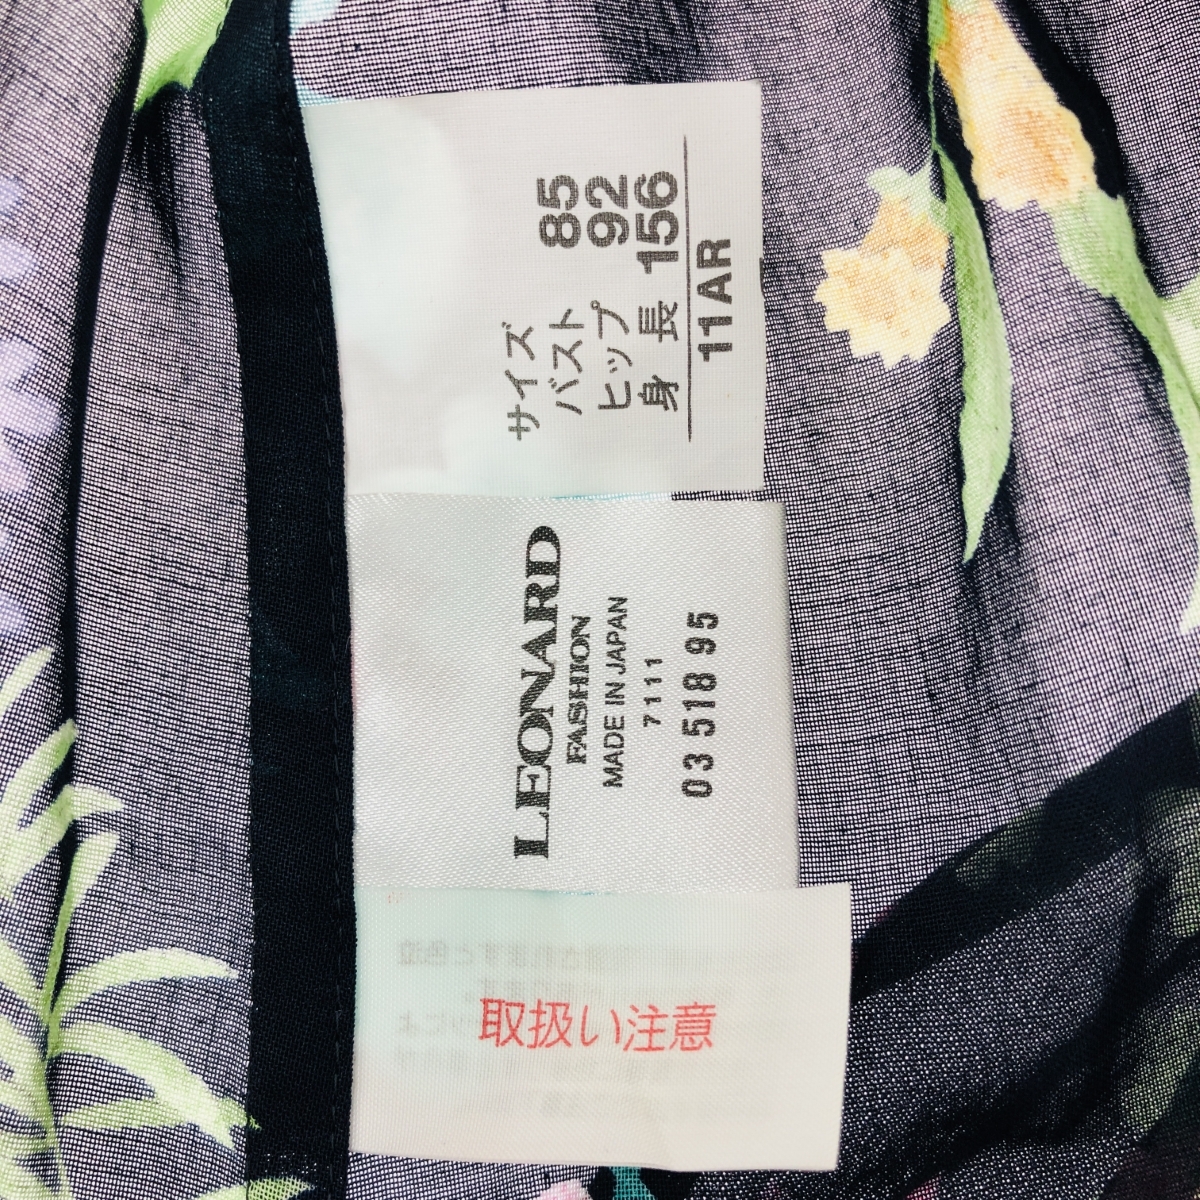 サイズ
バスト 85
ヒップ 92
身長 156
11AR
LEONARD
FASHION
MADE IN JAPAN
7111
03 518 95
取扱い注意